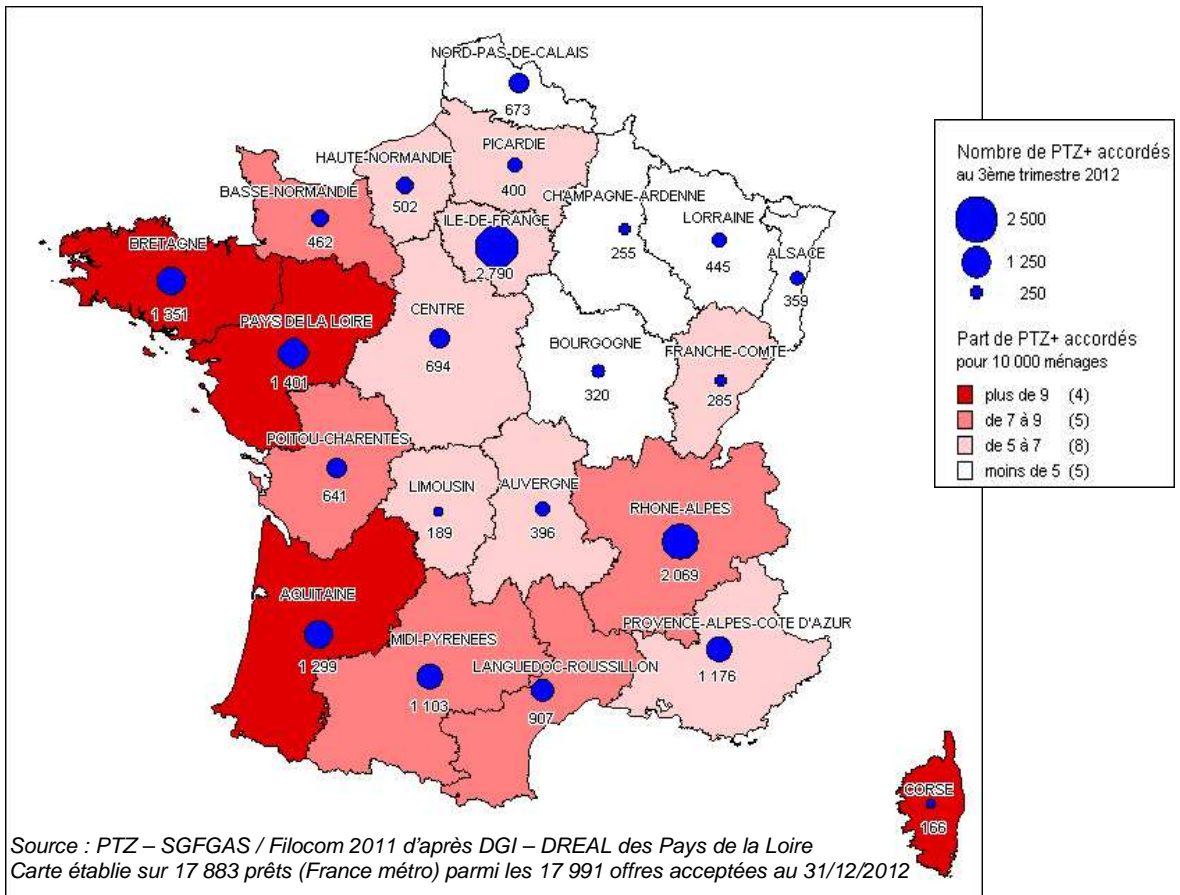 NORD-PAS-DE-CALAIS
673
PICARDIE
400
HAUTE-NORMANDIE
502
BASSE-NORMANDIE
462
ILE-DE-FRANCE
2 790
CHAMPAGNE-ARDENNE
255
LORRAINE
445
ALSACE
359
BRETAGNE
1 351
PAYS DE LA LOIRE
1 401
CENTRE
694
BOURGOGNE
320
FRANCHE-COMTE
285
POITOU-CHARENTES
641
LIMOUSIN
189
AUVERGNE
396
RHONE-ALPES
2 069
AQUITAINE
1 299
MIDI-PYRENEES
1 103
LANGUEDOC-ROUSSILLON
907
PROVENCE-ALPES-COTE D'AZUR
1 176
CORSE
166
Nombre de PTZ+ accordés
au 3ème trimestre 2012
2 500
1 250
250
Part de PTZ+ accordés
pour 10 000 ménages
plus de 9 (4)
de 7 à 9 (5)
de 5 à 7 (8)
moins de 5 (5)
Source : PTZ – SGFGAS / Filocom 2011 d'après DGI – DREAL des Pays de la Loire
Carte établie sur 17 883 prêts (France métro) parmi les 17 991 offres acceptées au 31/12/2012